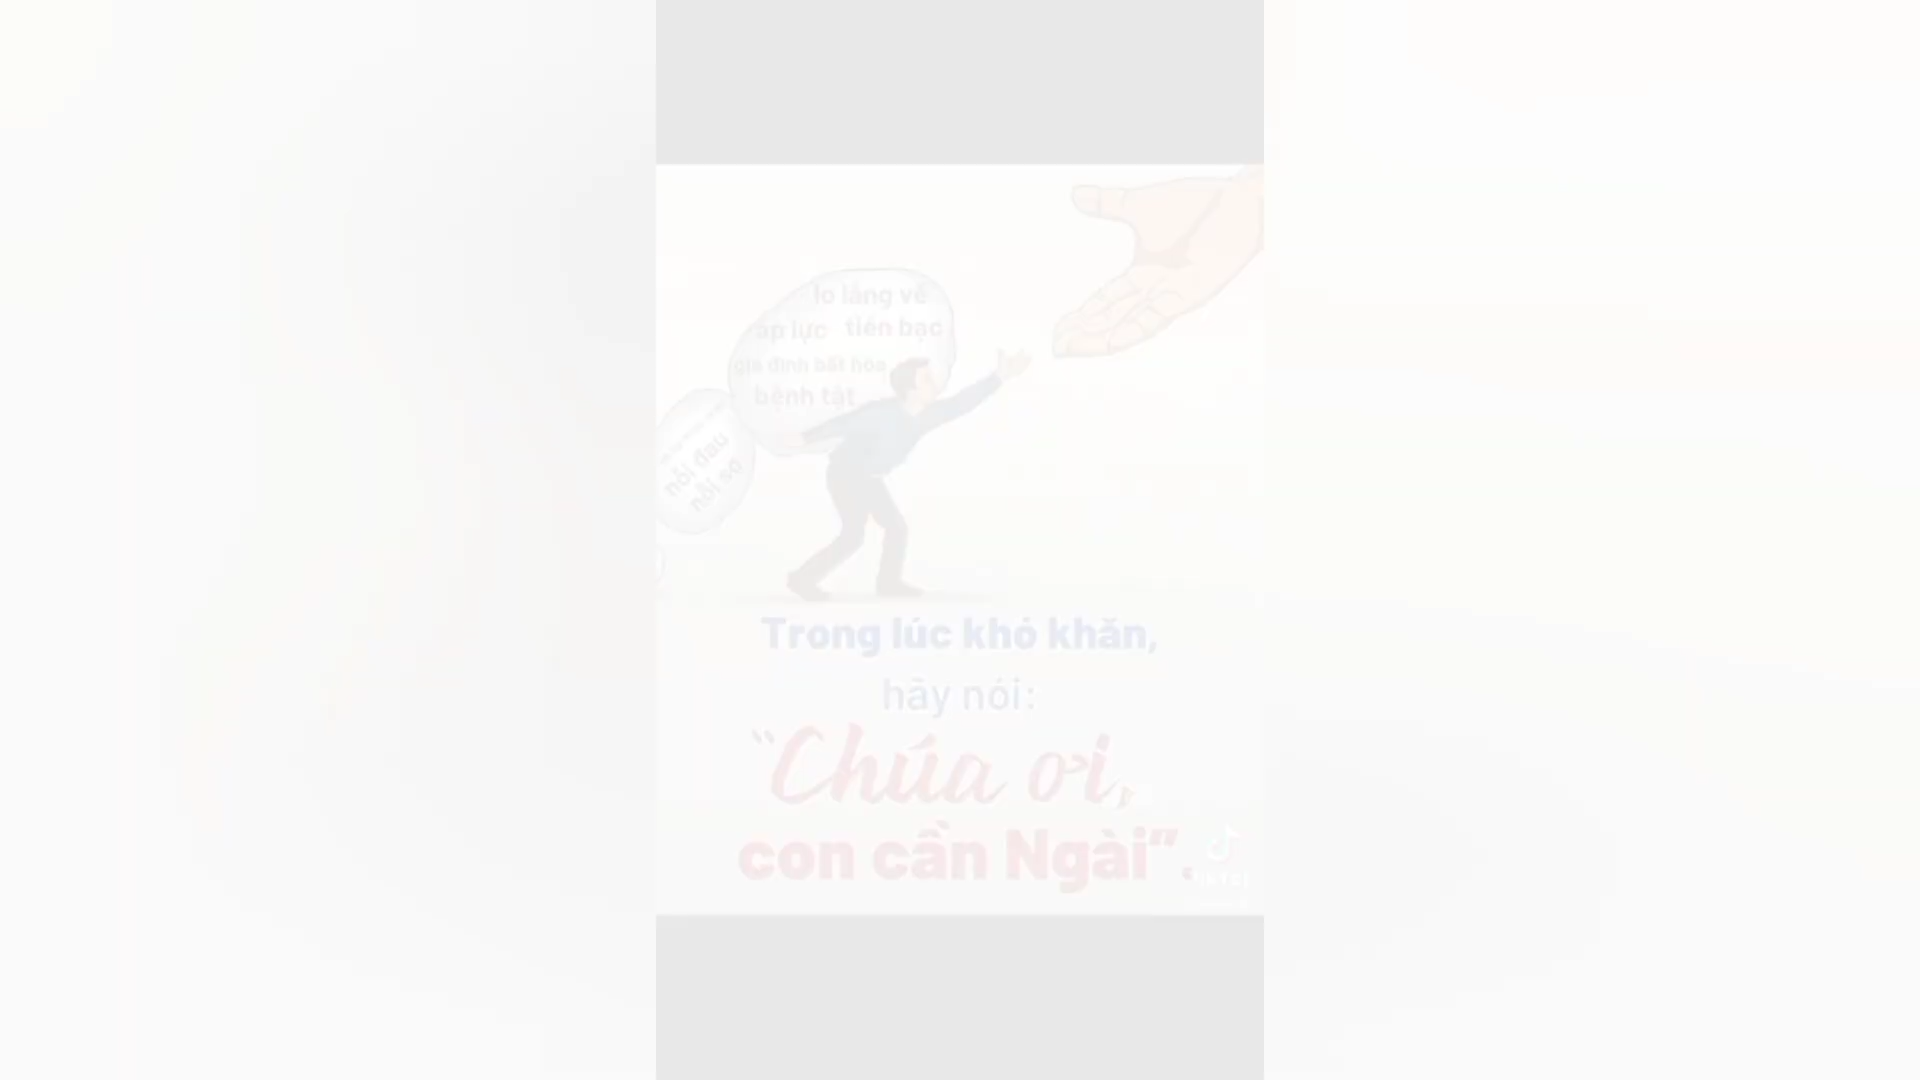 lo lắng về
áp lực tiền bạc
gia đình bất hòa
bệnh tật
nỗi đau
nỗi sợ
Trong lúc khó khăn,
hãy nói:
“Chúa ơi,
con cần Ngài”.